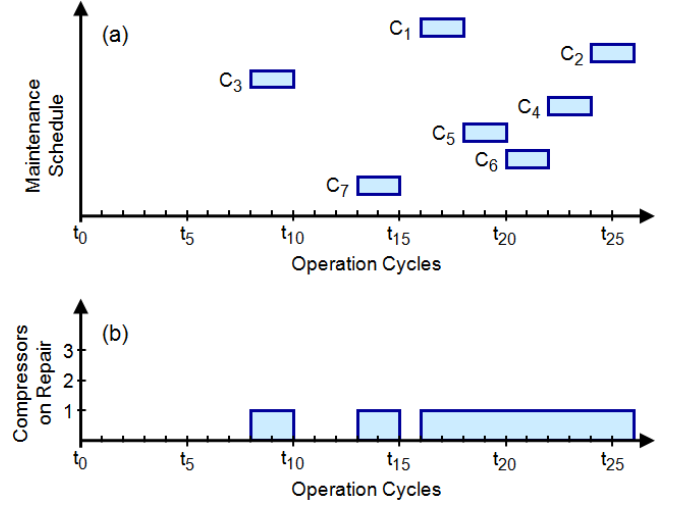 (a)
C1
C2
C3
C4
C5
C6
C7
Maintenance
Schedule
t0 t5 t10 t15 t20 t25
Operation Cycles
(b)
3
2
1
Compressors
on Repair
t0 t5 t10 t15 t20 t25
Operation Cycles